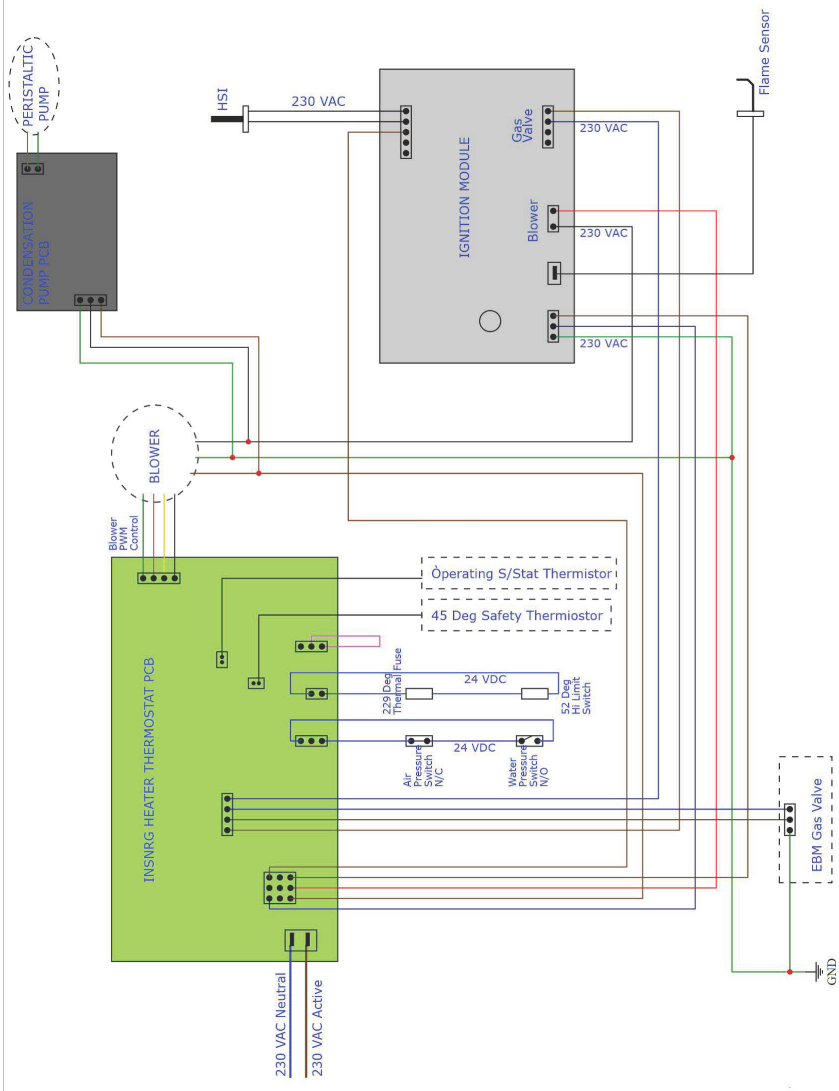 PERISTALTIC
PUMP
CONDENSATION
PUMP PCB
HSI
230 VAC
IGNITION MODULE
Gas
Valve
230 VAC
Blower
230 VAC
230 VAC
Flame Sensor
BLOWER
Blower
PWM
Control
INSNRG HEATER THERMOSTAT PCB
Òperating S/Stat Thermistor
45 Deg Safety Thermiostor
229 Deg
Thermal Fuse
24 VDC
52 Deg
Hi Limit
Switch
Air
Pressure
Switch
N/C
24 VDC
Water
Pressure
Switch
N/O
EBM Gas Valve
230 VAC Neutral
230 VAC Active
GND